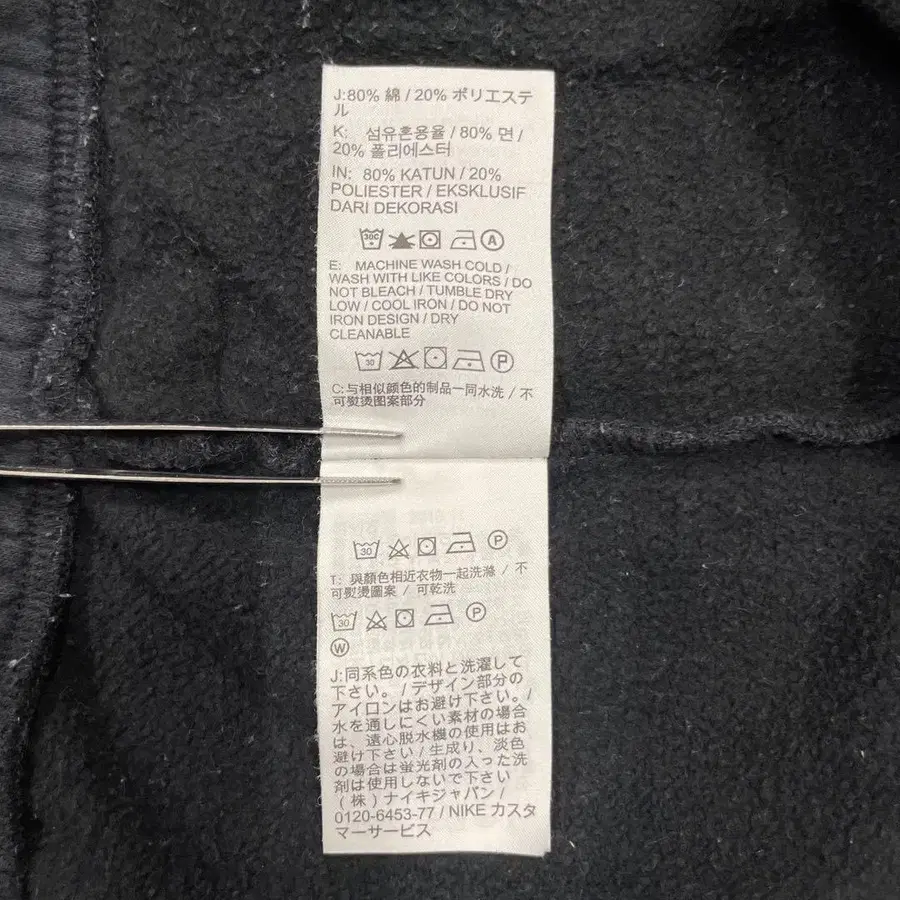 J:80% 綿 / 20% ポリエステ
ル
K: 섬유혼용율 / 80% 면 /
20% 폴리에스터
IN: 80% KATUN / 20%
POLIESTER / EKSKLUSIF
DARI DEKORASI
30C A
E: MACHINE WASH COLD /
WASH WITH LIKE COLORS / DO
NOT BLEACH / TUMBLE DRY
LOW / COOL IRON / DO NOT
IRON DESIGN / DRY
CLEANABLE
30 P
C:与相似颜色的制品一同水洗 / 不
可熨烫图案部分
30 P
T: 與顏色相近衣物一起洗滌 / 不
可熨燙圖案 / 可乾洗
30 P
W
J:同系色の衣料と洗濯して
下さい。 / デザイン部分の
アイロンはお避け下さい。/
水を通しにくい素材の場合
は、遠心脱水機の使用はお
避け下さい / 生成り、淡色
の場合は蛍光剤の入った洗
剤は使用しないで下さい
(株) ナイキジャパン /
0120-6453-77 / NIKE カスタ
マーサービス